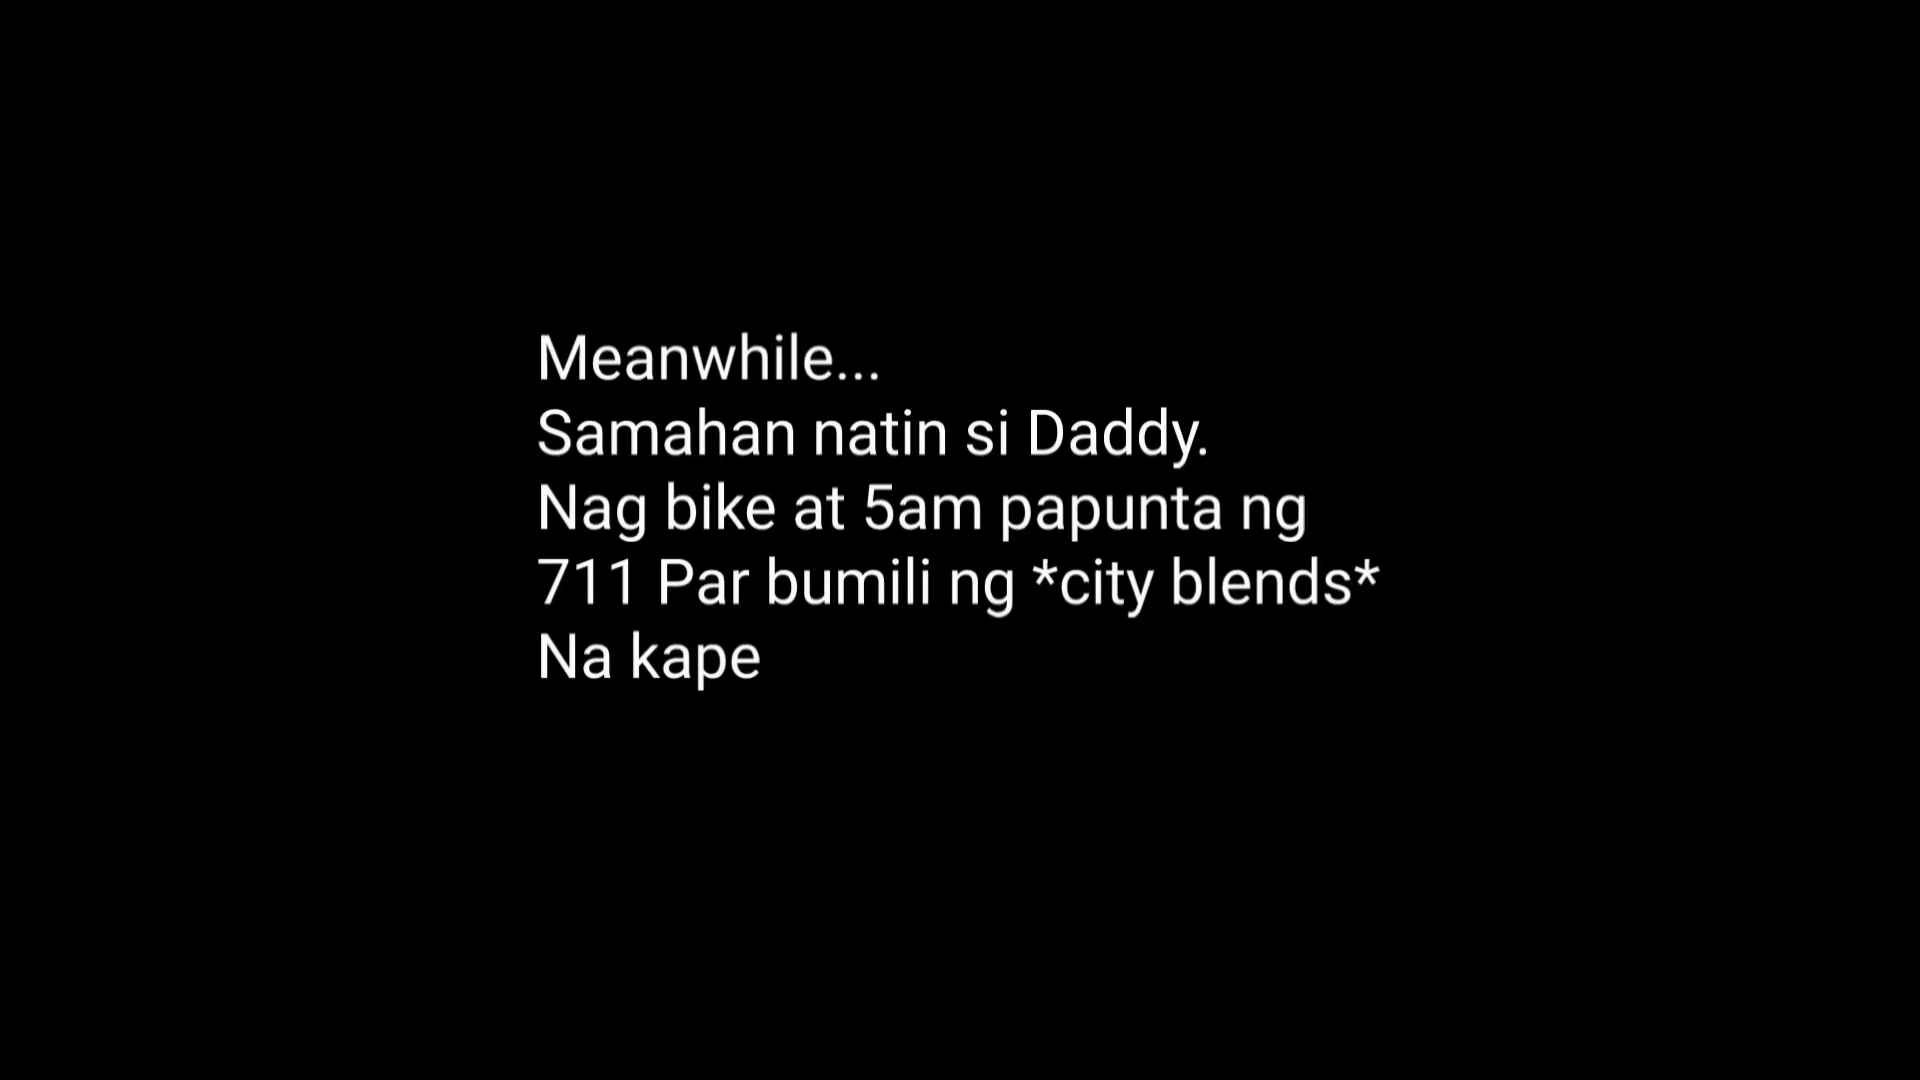 Meanwhile...
Samahan natin si Daddy.
Nag bike at 5am papunta ng
711 Par bumili ng *city blends*
Na kape